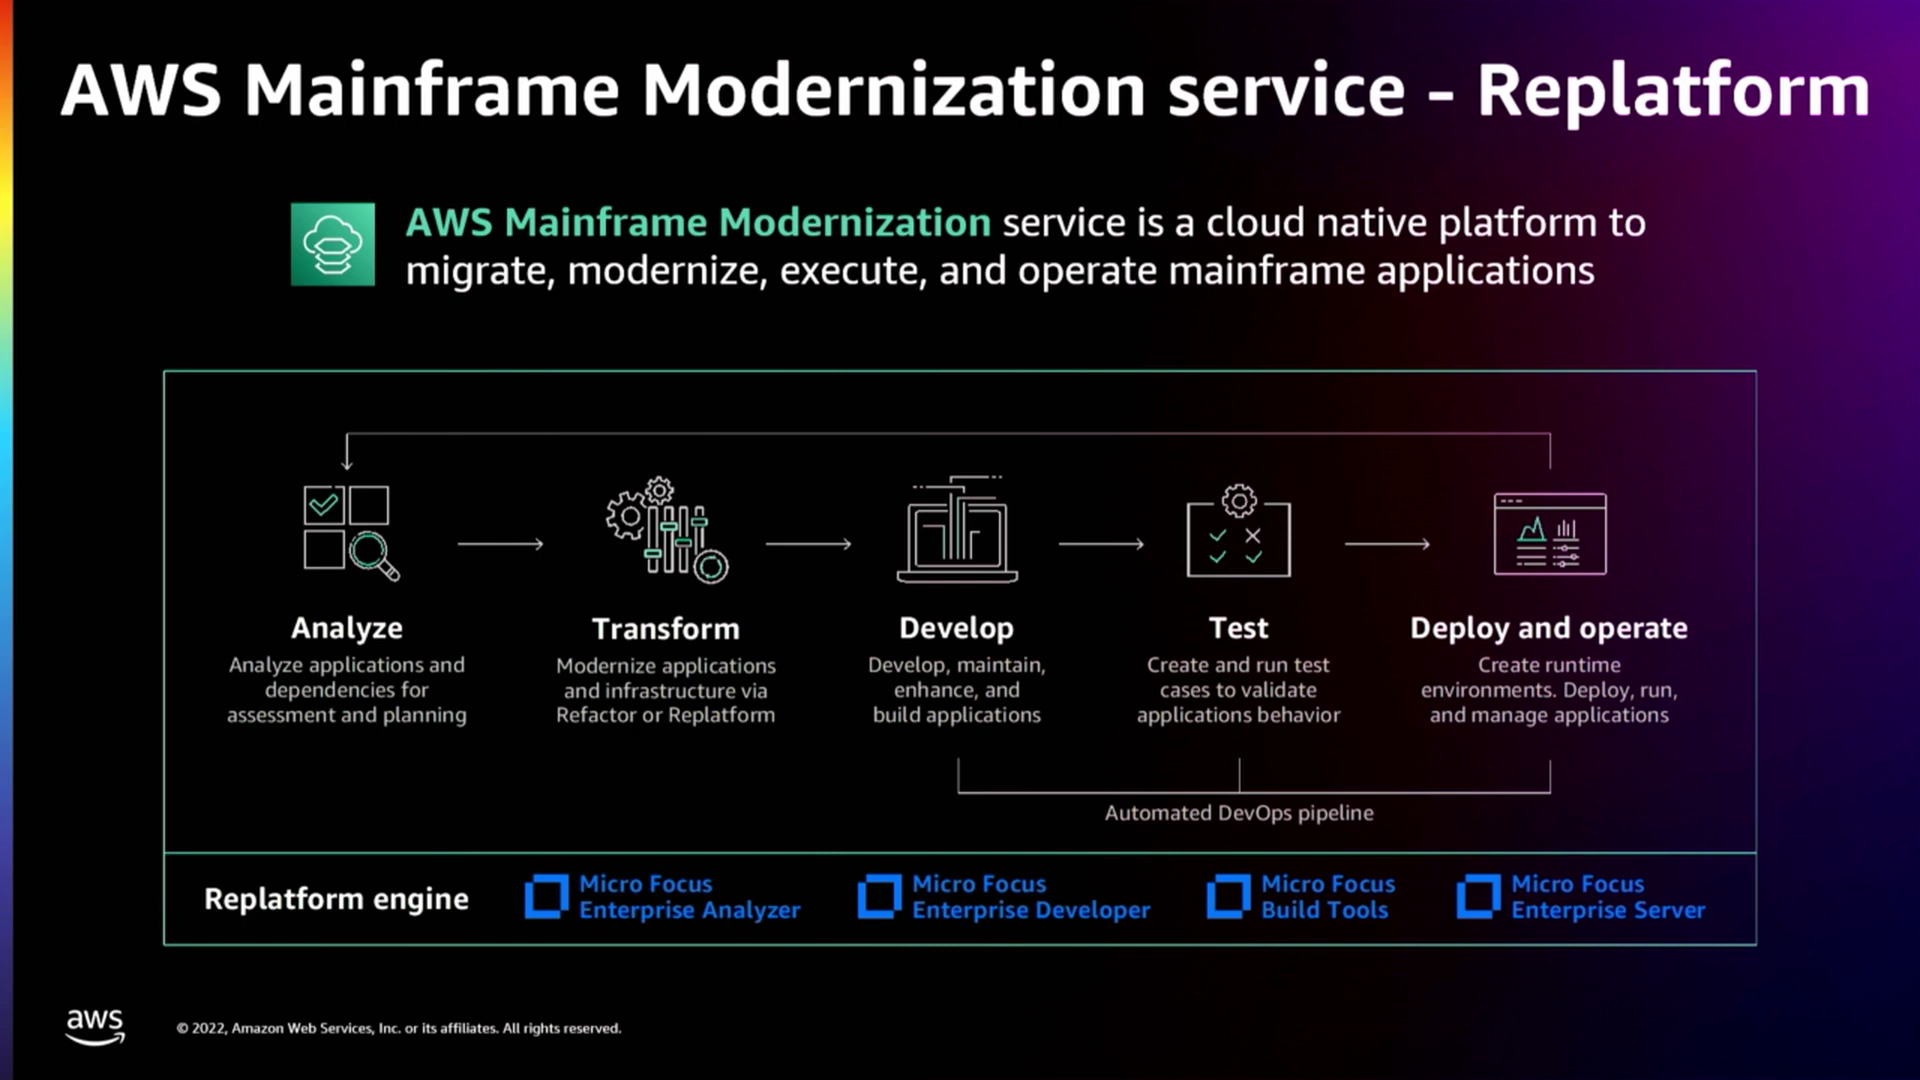 AWS Mainframe Modernization service - Replatform
AWS Mainframe Modernization service is a cloud native platform to
migrate, modernize, execute, and operate mainframe applications
Analyze
Analyze applications and
dependencies for
assessment and planning
Transform
Modernize applications
and infrastructure via
Refactor or Replatform
Develop
Develop, maintain,
enhance, and
build applications
Test
Create and run test
cases to validate
applications behavior
Deploy and operate
Create runtime
environments. Deploy, run,
and manage applications
Automated DevOps pipeline
Replatform engine
Micro Focus
Enterprise Analyzer
Micro Focus
Enterprise Developer
Micro Focus
Build Tools
Micro Focus
Enterprise Server
aws
© 2022, Amazon Web Services, Inc. or its affiliates. All rights reserved.